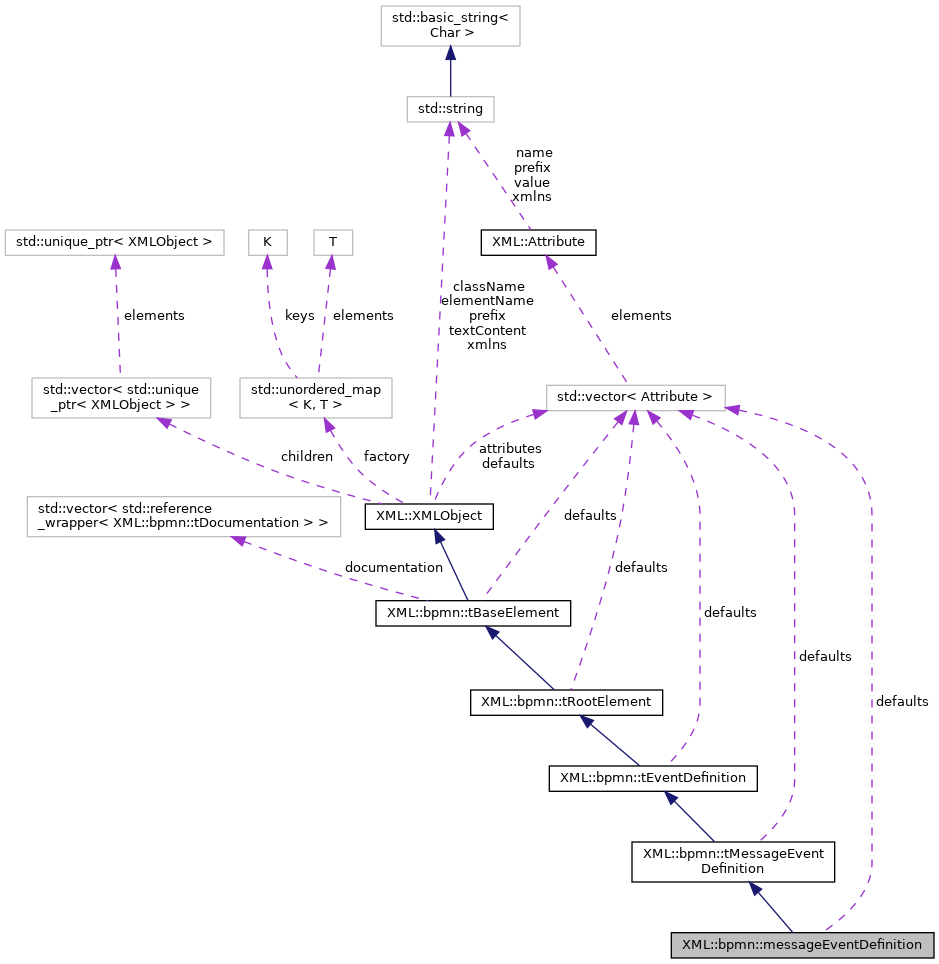 std::basic_string<
Char >
std::string
name
prefix
value
xmlns
std::unique_ptr< XMLObject >
K
T
XML::Attribute
className
elementName
prefix
textContent
xmlns
elements
keys
elements
elements
std::vector< std::unique
_ptr< XMLObject > >
std::unordered_map
< K, T >
std::vector< Attribute >
children
factory
attributes
defaults
std::vector< std::reference
_wrapper< XML::bpmn::tDocumentation > >
XML::XMLObject
defaults
documentation
defaults
XML::bpmn::tBaseElement
defaults
defaults
XML::bpmn::tRootElement
defaults
XML::bpmn::tEventDefinition
XML::bpmn::tMessageEvent
Definition
XML::bpmn::messageEventDefinition